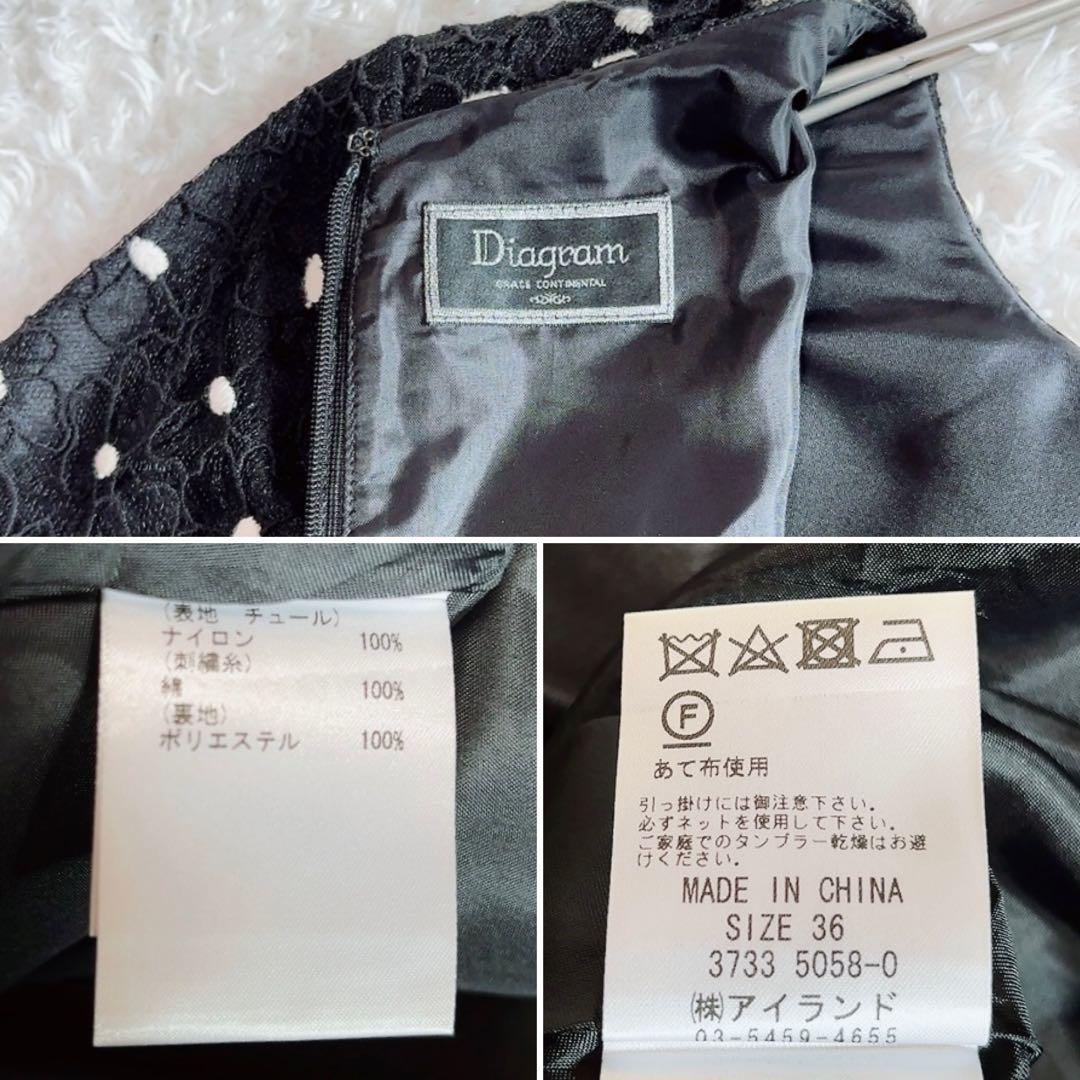 Diagram
GRACE CONTINENTAL
(表地　チュール)
ナイロン 100%
(刺繍糸)
綿 100%
(裏地)
ポリエステル 100%
F
あて布使用
引っ掛けには御注意下さい。
必ずネットを使用して下さい。
ご家庭でのタンブラー乾燥はお避
けください。
MADE IN CHINA
SIZE 36
3733 5058-0
㈱アイランド
03-5459-4655